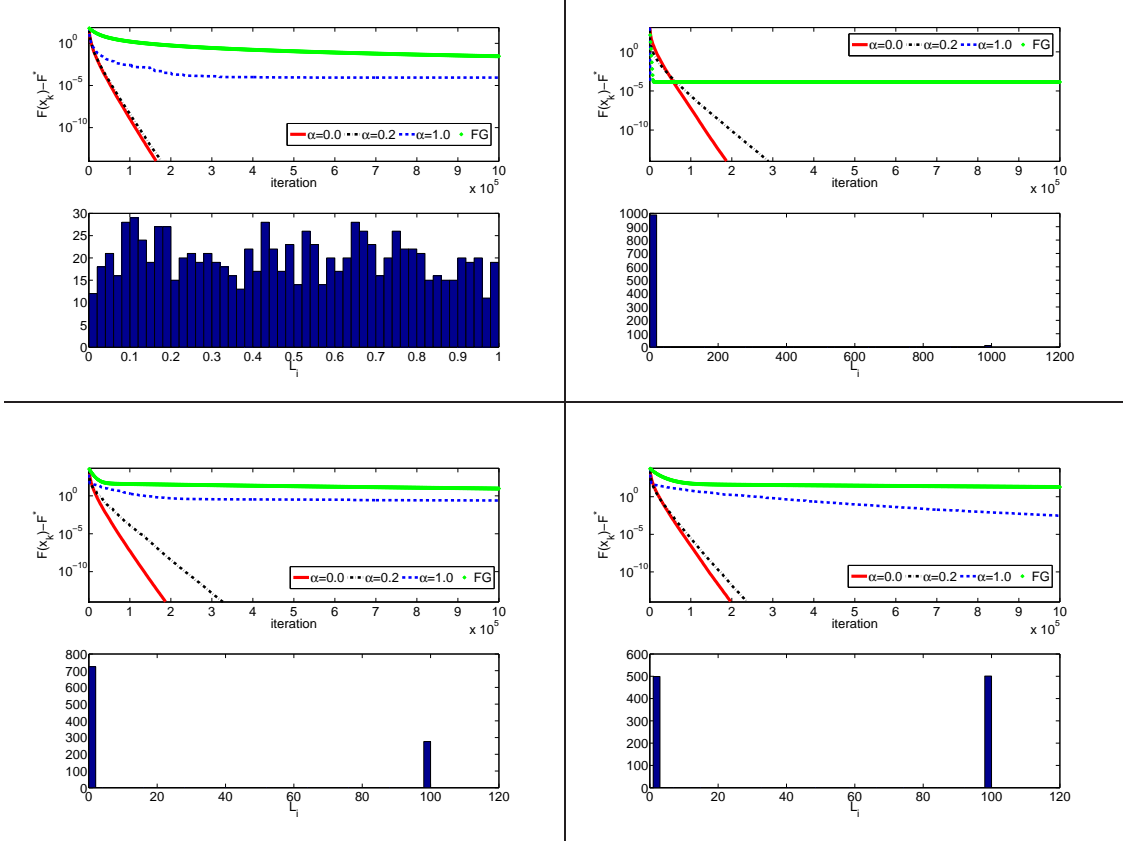 F(x_k)−F*
10^0
10^−5
10^−10
α=0.0 α=0.2 α=1.0 FG
0 1 2 3 4 5 6 7 8 9 10
iteration
x 10^5
30
25
20
15
10
5
0
0 0.1 0.2 0.3 0.4 0.5 0.6 0.7 0.8 0.9 1
L_i
F(x_k)−F*
10^0
10^−5
10^−10
α=0.0 α=0.2 α=1.0 FG
0 1 2 3 4 5 6 7 8 9 10
iteration
x 10^5
1000
900
800
700
600
500
400
300
200
100
0
0 200 400 600 800 1000 1200
L_i
F(x_k)−F*
10^0
10^−5
10^−10
α=0.0 α=0.2 α=1.0 FG
0 1 2 3 4 5 6 7 8 9 10
iteration
x 10^5
800
700
600
500
400
300
200
100
0
0 20 40 60 80 100 120
L_i
F(x_k)−F*
10^0
10^−5
10^−10
α=0.0 α=0.2 α=1.0 FG
0 1 2 3 4 5 6 7 8 9 10
iteration
x 10^5
600
500
400
300
200
100
0
0 20 40 60 80 100 120
L_i